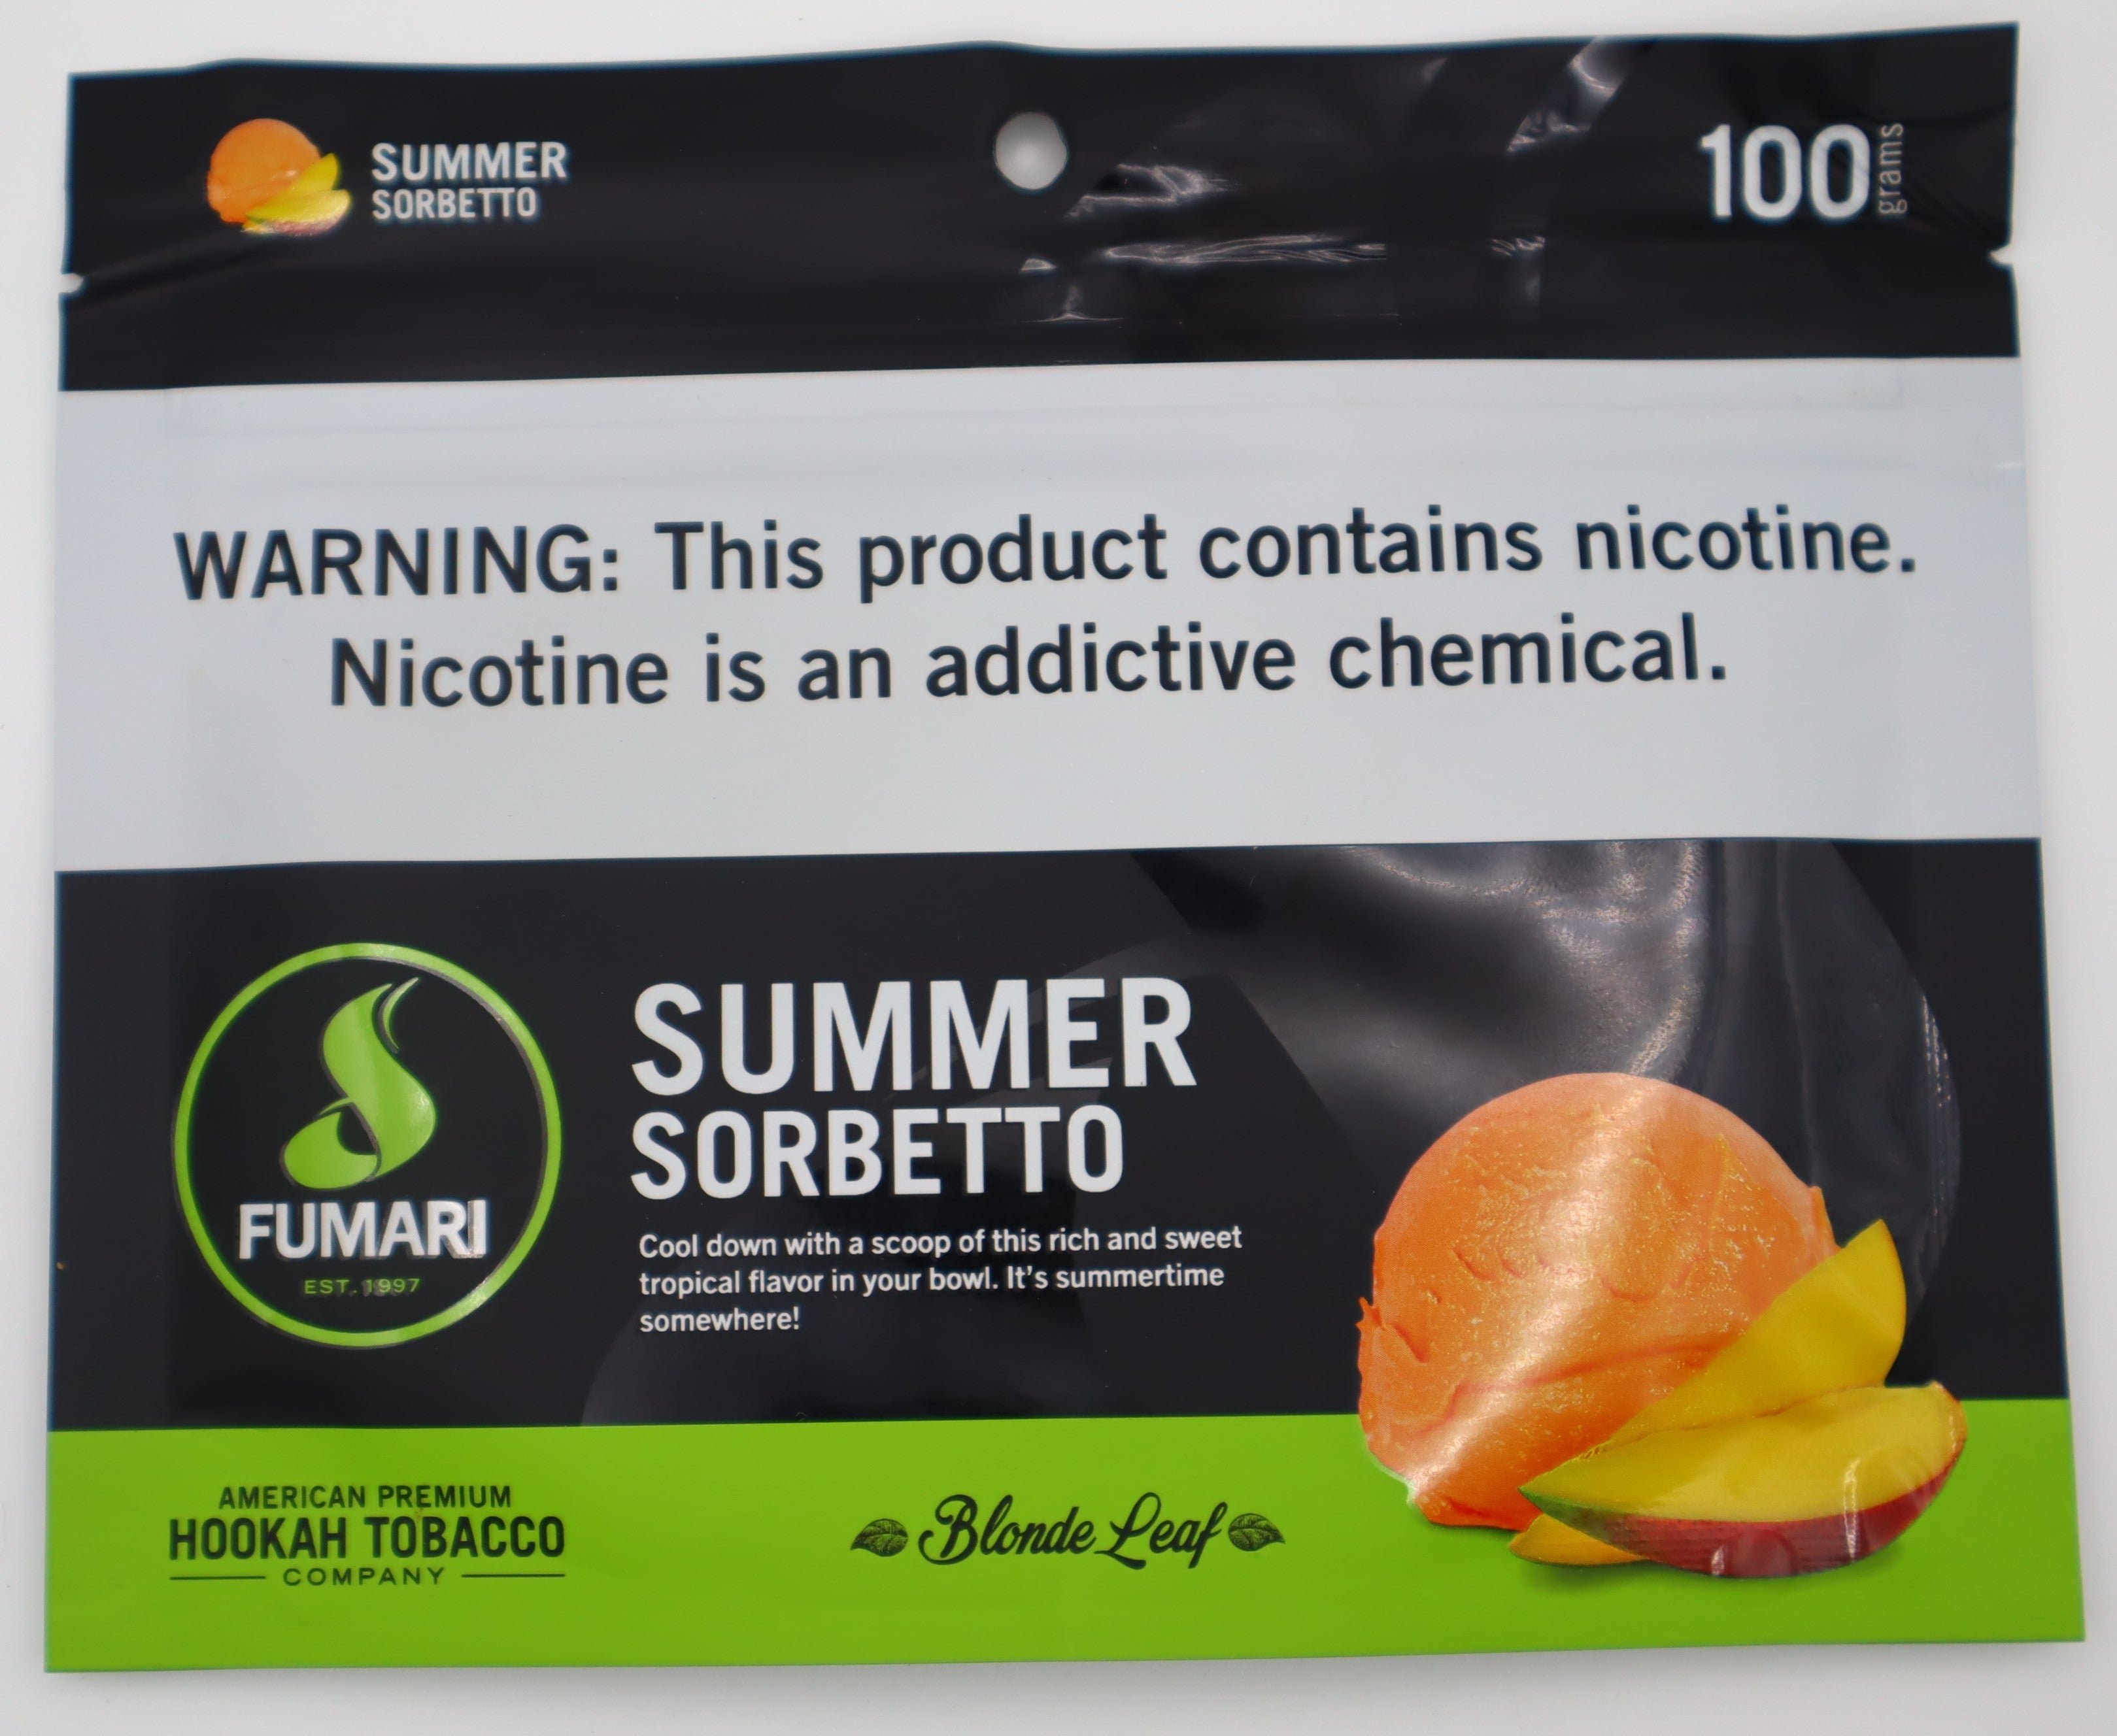 SUMMER
SORBETTO
100
grams
WARNING: This product contains nicotine.
Nicotine is an addictive chemical.
FUMARI
EST. 1997
SUMMER
SORBETTO
Cool down with a scoop of this rich and sweet
tropical flavor in your bowl. It's summertime
somewhere!
AMERICAN PREMIUM
HOOKAH TOBACCO
COMPANY
Blonde Leaf